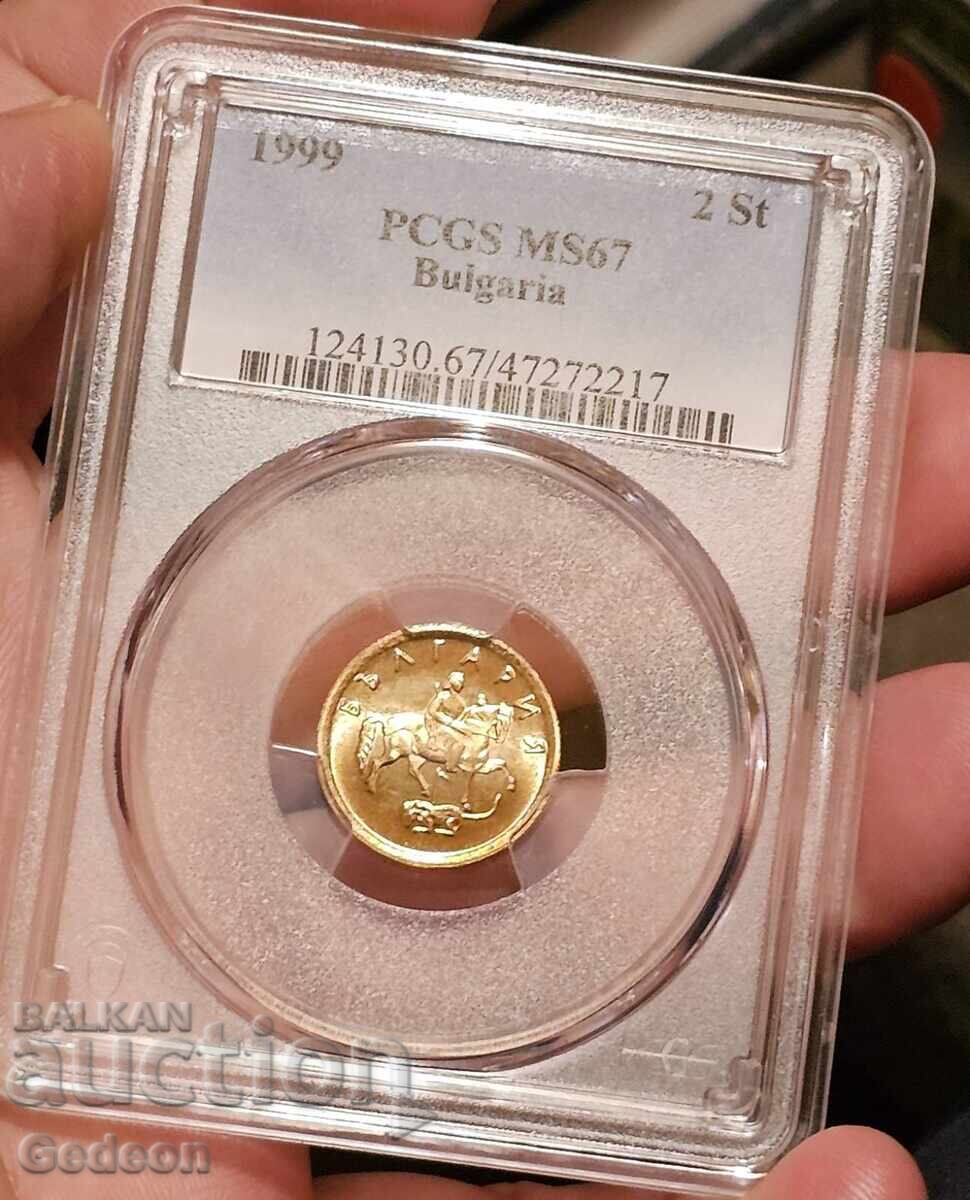 1999
2 St
PCGS MS67
Bulgaria
124130.67/47272217
БЪЛГАРИЯ
BALKAN
auction
Gedeon